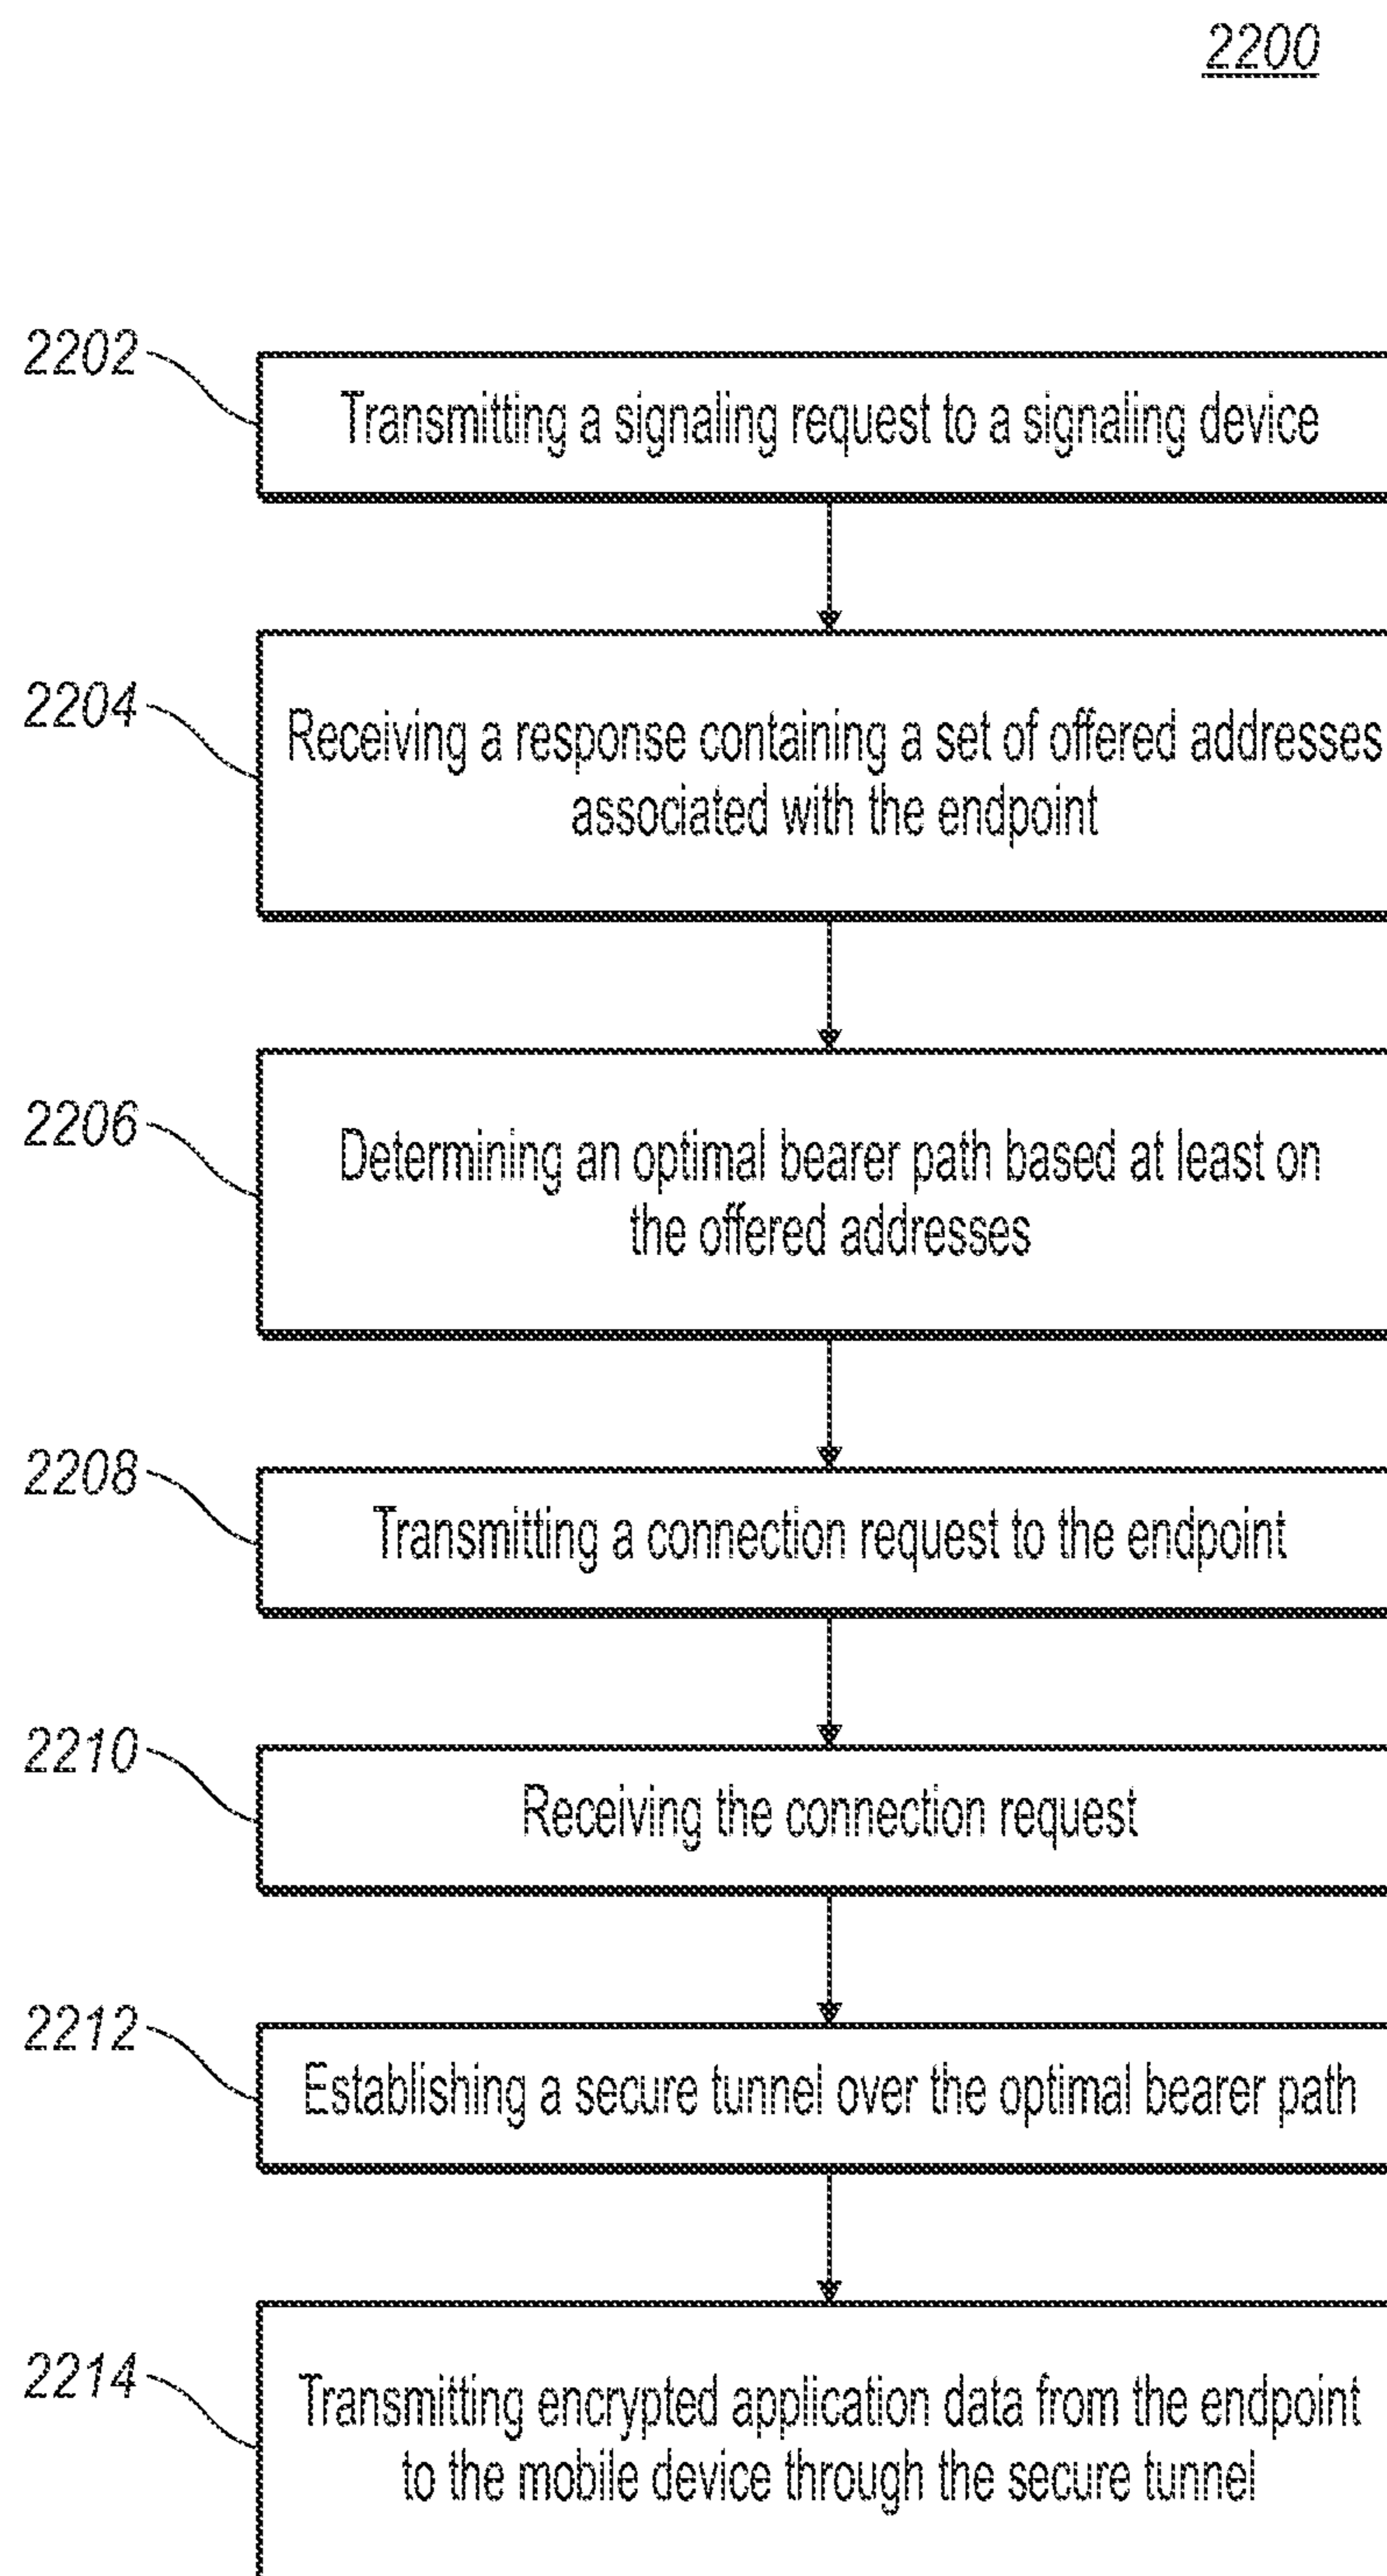 2200
2202
Transmitting a signaling request to a signaling device
2204
Receiving a response containing a set of offered addresses
associated with the endpoint
2206
Determining an optimal bearer path based at least on
the offered addresses
2208
Transmitting a connection request to the endpoint
2210
Receiving the connection request
2212
Establishing a secure tunnel over the optimal bearer path
2214
Transmitting encrypted application data from the endpoint
to the mobile device through the secure tunnel